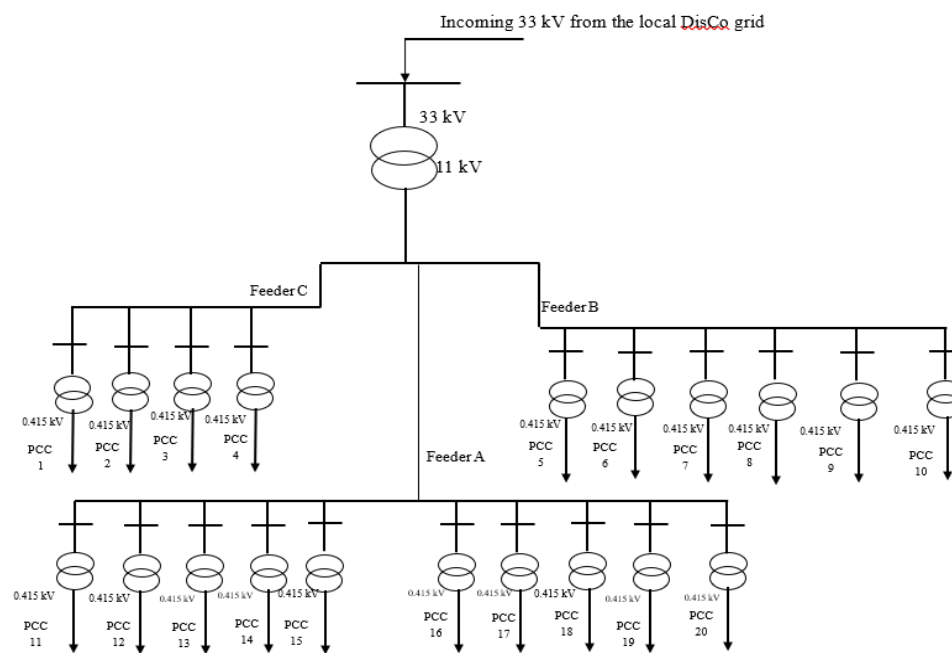 Incoming 33 kV from the local DisCo grid
33 kV
11 kV
Feeder C
Feeder B
0.415 kV
0.415 kV
0.415 kV
0.415 kV
PCC
1
PCC
2
PCC
3
PCC
4
0.415 kV
0.415 kV
0.415 kV
0.415 kV
0.415 kV
0.415 kV
PCC
5
PCC
6
PCC
7
PCC
8
PCC
9
PCC
10
Feeder A
0.415 kV
0.415 kV
0.415 kV
0.415 kV
0.415 kV
PCC
11
PCC
12
PCC
13
PCC
14
PCC
15
0.415 kV
0.415 kV
0.415 kV
0.415 kV
0.415 kV
PCC
16
PCC
17
PCC
18
PCC
19
PCC
20